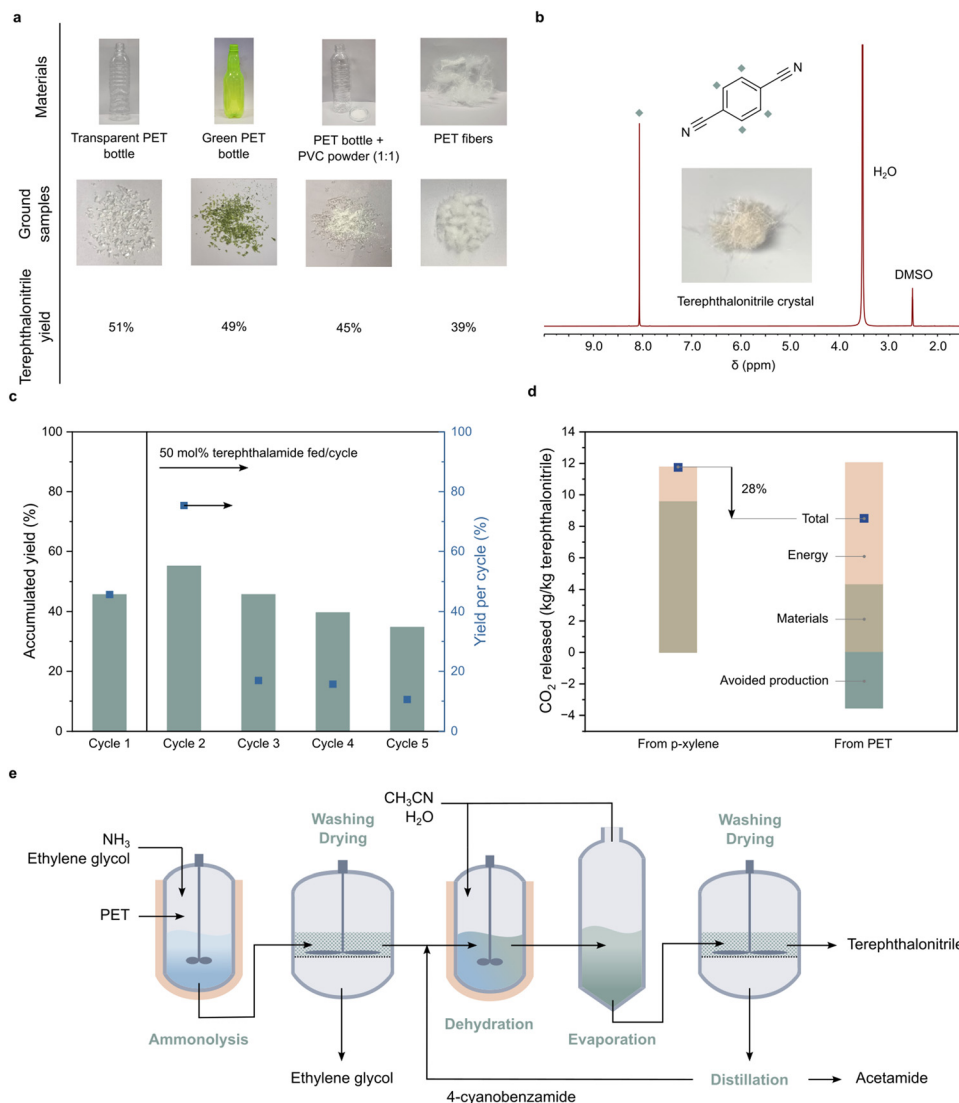 a
Materials
Transparent PET
bottle
Green PET
bottle
PET bottle +
PVC powder (1:1)
PET fibers
Ground
samples
Terephthalonitrile
yield
51%
49%
45%
39%
b
N
N
H₂O
DMSO
Terephthalonitrile crystal
9.0 8.0 7.0 6.0 5.0 4.0 3.0 2.0
δ (ppm)
c
Accumulated yield (%)
100
80
60
40
20
0
50 mol% terephthalamide fed/cycle
100
80
60
40
20
0
Yield per cycle (%)
Cycle 1 Cycle 2 Cycle 3 Cycle 4 Cycle 5
d
CO₂ released (kg/kg terephthalonitrile)
14
12
10
8
6
4
2
0
−2
−4
28%
Total
Energy
Materials
Avoided production
From p-xylene
From PET
e
NH₃
Ethylene glycol
PET
Ammonolysis
Washing
Drying
Ethylene glycol
CH₃CN
H₂O
Dehydration
Evaporation
Washing
Drying
Terephthalonitrile
Distillation
Acetamide
4-cyanobenzamide